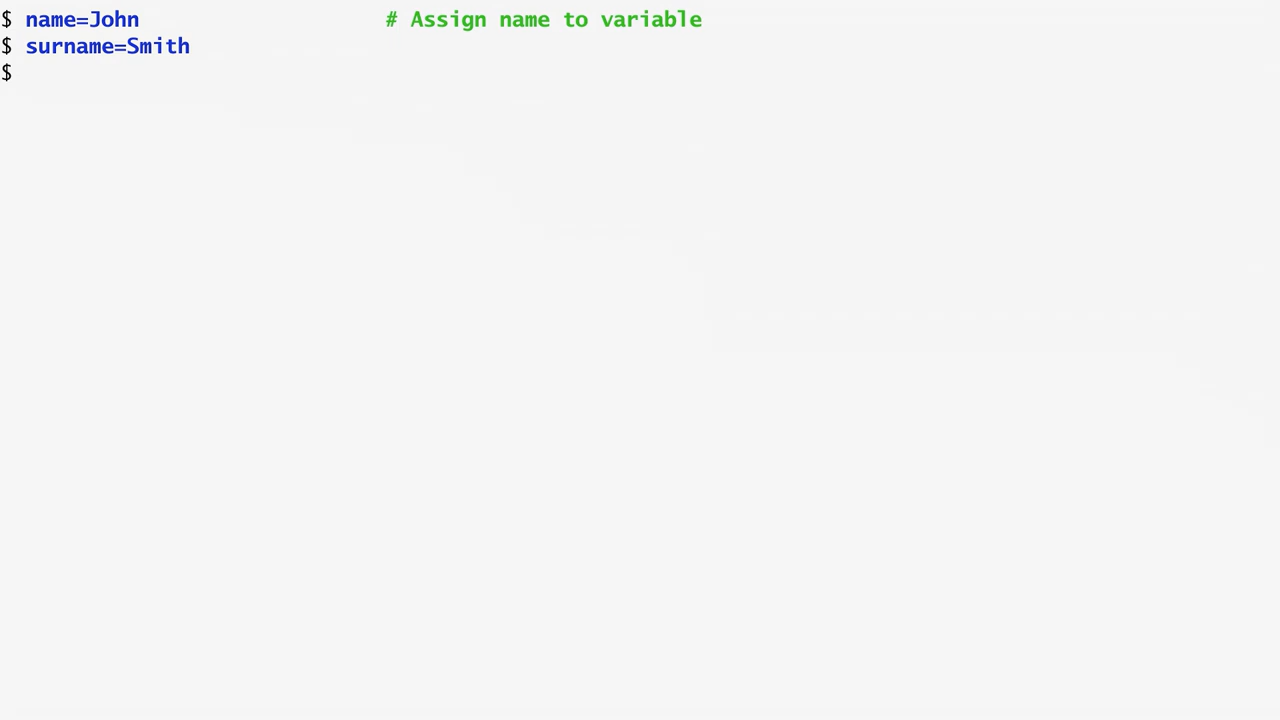 $ name=John # Assign name to variable
$ surname=Smith
$